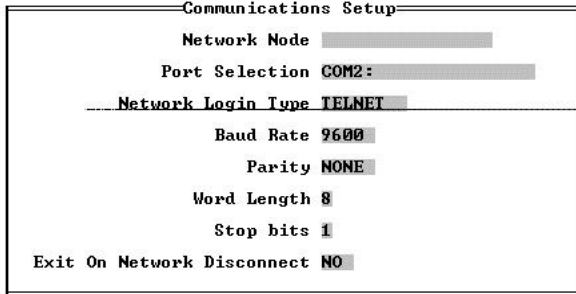 Communications Setup
Network Node
Port Selection COM2:
Network Login Type TELNET
Baud Rate 9600
Parity NONE
Word Length 8
Stop bits 1
Exit On Network Disconnect NO